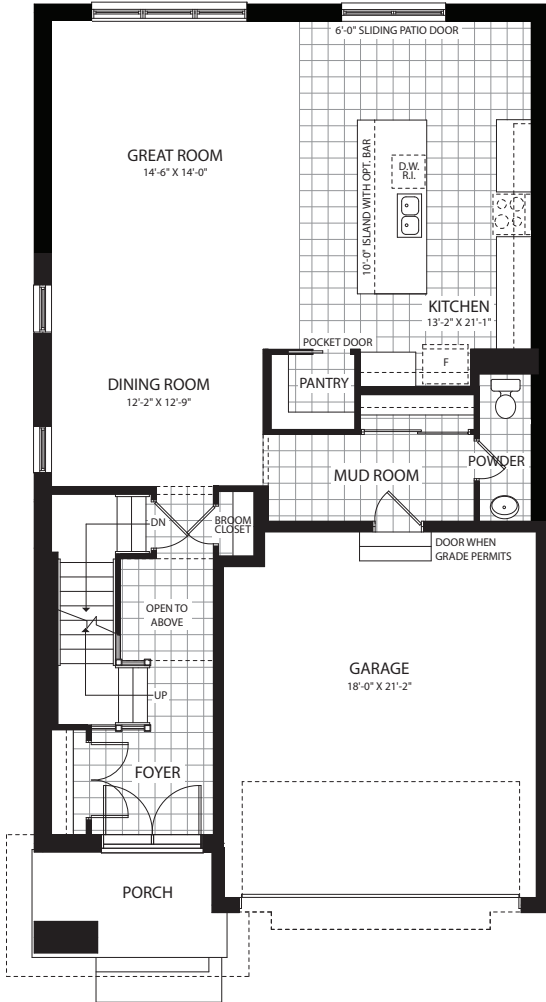 6'-0" SLIDING PATIO DOOR
GREAT ROOM
14'-6" X 14'-0"
10'-0" ISLAND WITH OPT. BAR
D.W.
R.I.
KITCHEN
13'-2" X 21'-1"
POCKET DOOR
F
PANTRY
DINING ROOM
12'-2" X 12'-9"
POWDER
MUD ROOM
DN
BROOM
CLOSET
DOOR WHEN
GRADE PERMITS
OPEN TO
ABOVE
GARAGE
18'-0" X 21'-2"
UP
FOYER
PORCH